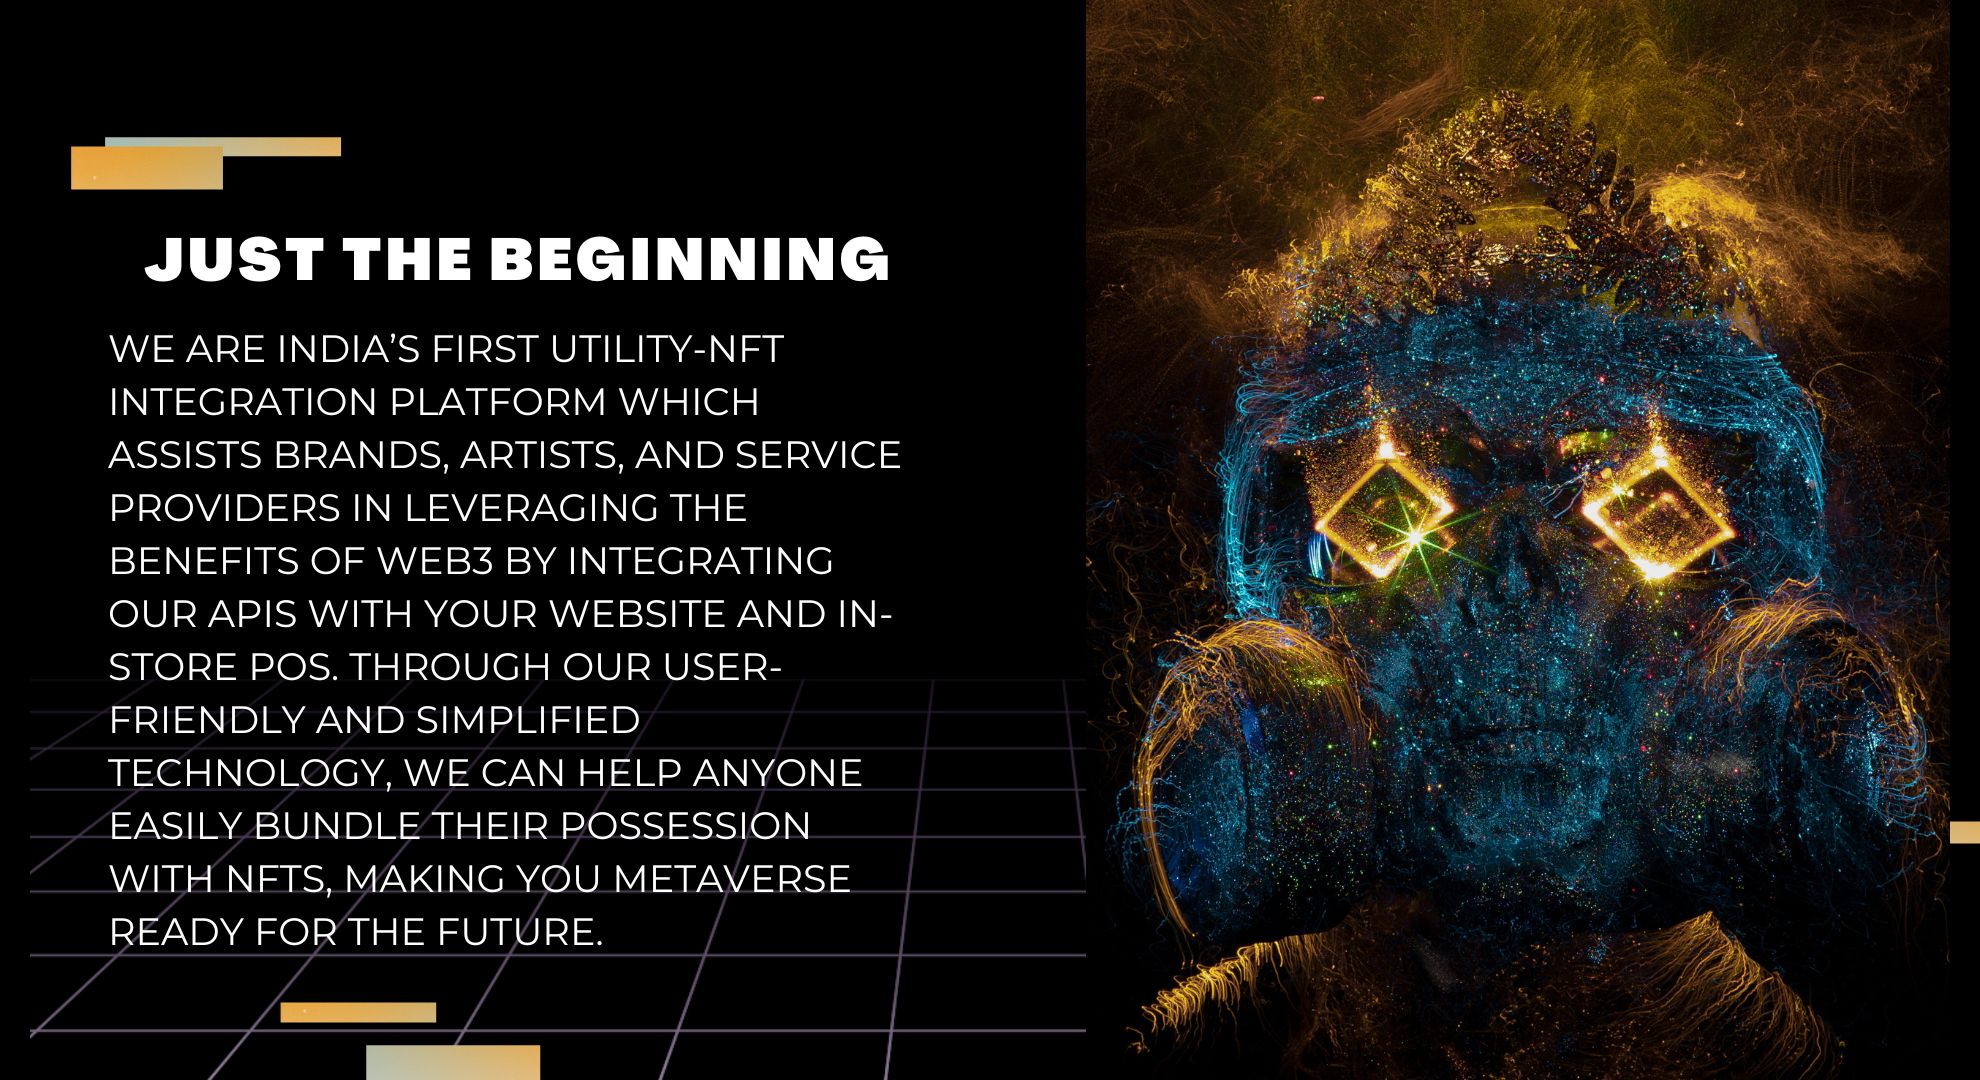 JUST THE BEGINNING
WE ARE INDIA’S FIRST UTILITY-NFT
INTEGRATION PLATFORM WHICH
ASSISTS BRANDS, ARTISTS, AND SERVICE
PROVIDERS IN LEVERAGING THE
BENEFITS OF WEB3 BY INTEGRATING
OUR APIS WITH YOUR WEBSITE AND IN-
STORE POS. THROUGH OUR USER-
FRIENDLY AND SIMPLIFIED
TECHNOLOGY, WE CAN HELP ANYONE
EASILY BUNDLE THEIR POSSESSION
WITH NFTS, MAKING YOU METAVERSE
READY FOR THE FUTURE.